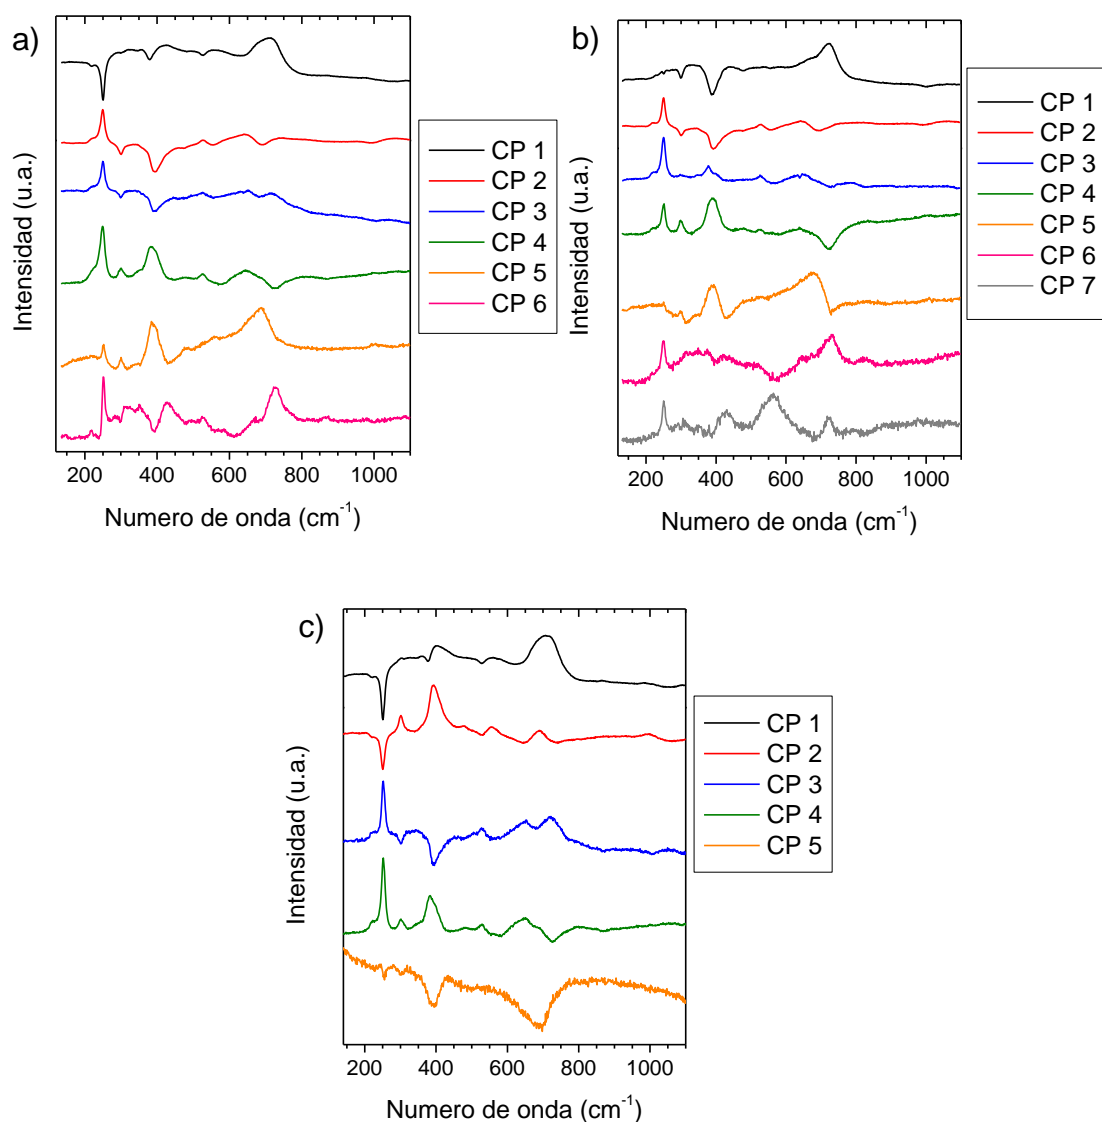 a)
Intensidad (u.a.)
200 400 600 800 1000
Numero de onda (cm-1)
CP 1
CP 2
CP 3
CP 4
CP 5
CP 6
b)
Intensidad (u.a.)
200 400 600 800 1000
Numero de onda (cm-1)
CP 1
CP 2
CP 3
CP 4
CP 5
CP 6
CP 7
c)
Intensidad (u.a.)
200 400 600 800 1000
Numero de onda (cm-1)
CP 1
CP 2
CP 3
CP 4
CP 5